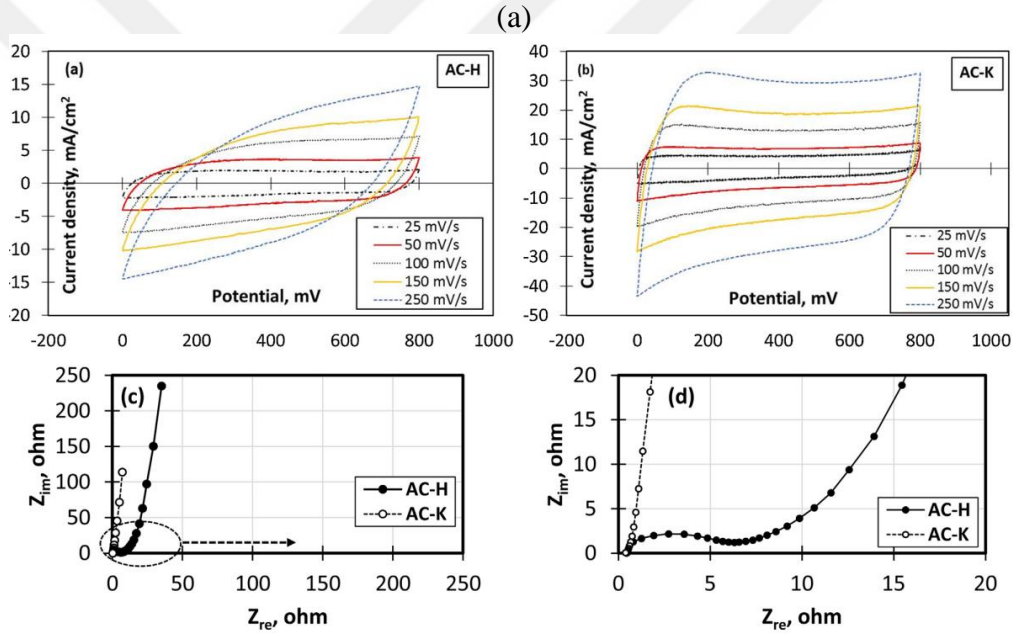 (a)
20
15
10
5
0
-5
-10
-15
-20
(a)
AC-H
Current density, mA/cm²
Potential, mV
25 mV/s
50 mV/s
100 mV/s
150 mV/s
250 mV/s
-200 0 200 400 600 800 1000
40
30
20
10
0
-10
-20
-30
-40
-50
(b)
AC-K
Current density, mA/cm²
Potential, mV
25 mV/s
50 mV/s
100 mV/s
150 mV/s
250 mV/s
-200 0 200 400 600 800 1000
250
200
150
100
50
0
(c)
Zim, ohm
AC-H
AC-K
0 50 100 150 200 250
Zre, ohm
20
15
10
5
0
(d)
Zim, ohm
AC-H
AC-K
0 5 10 15 20
Zre, ohm